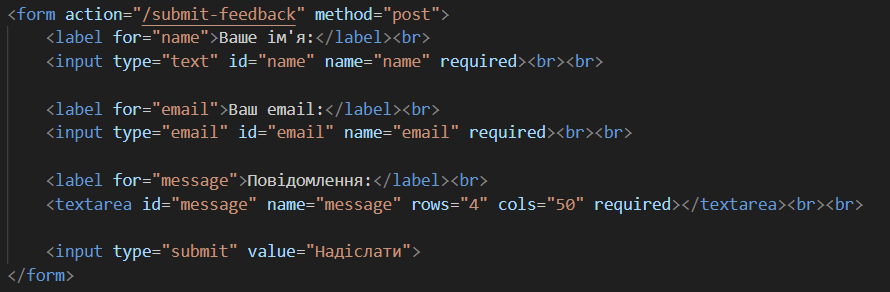 <form action="/submit-feedback" method="post">
    <label for="name">Ваше ім'я:</label><br>
    <input type="text" id="name" name="name" required><br><br>

    <label for="email">Ваш email:</label><br>
    <input type="email" id="email" name="email" required><br><br>

    <label for="message">Повідомлення:</label><br>
    <textarea id="message" name="message" rows="4" cols="50" required></textarea><br><br>

    <input type="submit" value="Надіслати">
</form>